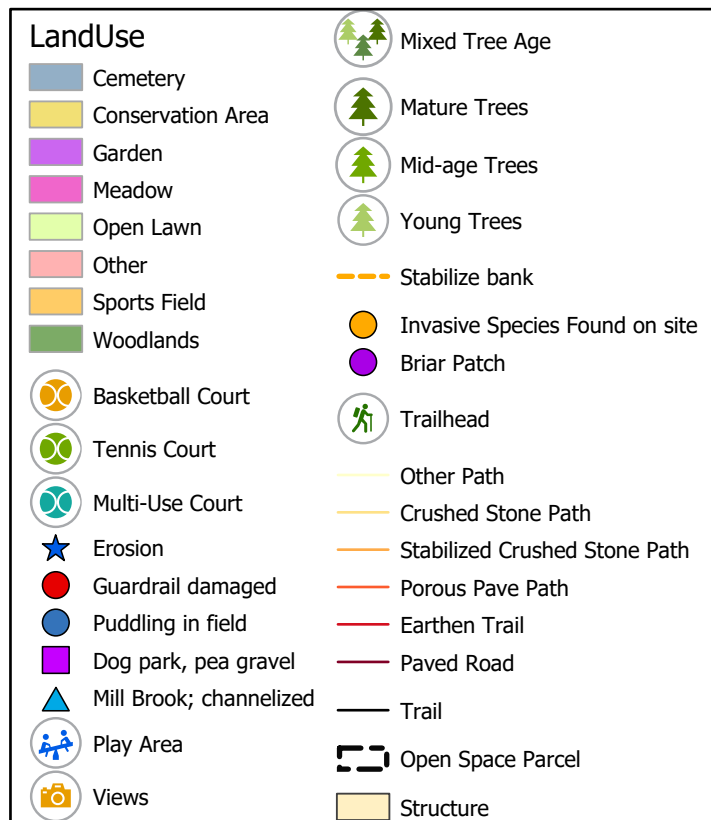 LandUse
Cemetery
Conservation Area
Garden
Meadow
Open Lawn
Other
Sports Field
Woodlands
Basketball Court
Tennis Court
Multi-Use Court
Erosion
Guardrail damaged
Puddling in field
Dog park, pea gravel
Mill Brook; channelized
Play Area
Views
Mixed Tree Age
Mature Trees
Mid-age Trees
Young Trees
Stabilize bank
Invasive Species Found on site
Briar Patch
Trailhead
Other Path
Crushed Stone Path
Stabilized Crushed Stone Path
Porous Pave Path
Earthen Trail
Paved Road
Trail
Open Space Parcel
Structure